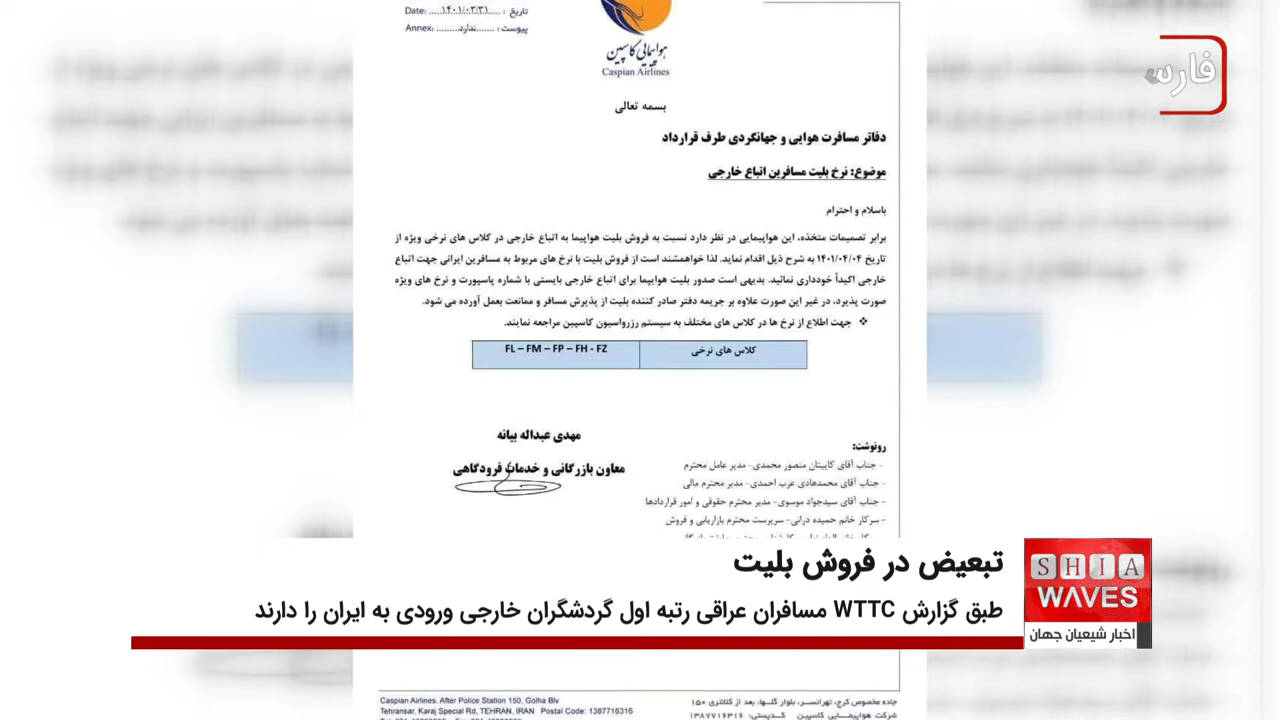 Date: ....۱۴۰۱/۰۳/۳۱.... تاریخ :
Annex: ........ندارد........ پیوست :
هواپیمایی کاسپین
Caspian Airlines
فارس
بسمه تعالی
دفاتر مسافرت هوایی و جهانگردی طرف قرارداد
موضوع: نرخ بلیت مسافرین اتباع خارجی
باسلام و احترام
برابر تصمیمات متخذه، این هواپیمایی در نظر دارد نسبت به فروش بلیت هواپیما به اتباع خارجی در کلاس های نرخی ویژه از
تاریخ ۱۴۰۱/۰۴/۰۴ به شرح ذیل اقدام نماید. لذا خواهمشند است از فروش بلیت با نرخ های مربوط به مسافرین ایرانی جهت اتباع
خارجی اکیداً خودداری نمائید. بدیهی است صدور بلیت هواپیما برای اتباع خارجی بایستی با شماره پاسپورت و نرخ های ویژه
صورت پذیرد، در غیر این صورت علاوه بر جریمه دفتر صادر کننده بلیت از پذیرش مسافر و ممانعت بعمل آورده می شود.
❖ جهت اطلاع از نرخ ها در کلاس های مختلف به سیستم رزرواسیون کاسپین مراجعه نمایند.
کلاس های نرخی
FL – FM – FP – FH - FZ
مهدی عبداله بیانه
معاون بازرگانی و خدمات فرودگاهی
رونوشت:
- جناب آقای کاپیتان منصور محمدی- مدیر عامل محترم
- جناب آقای محمدهادی عرب احمدی- مدیر محترم مالی
- جناب آقای سیدجواد موسوی- مدیر محترم حقوقی و امور قراردادها
- سرکار خانم حمیده درانی- سرپرست محترم بازاریابی و فروش
تبعیض در فروش بلیت
طبق گزارش WTTC مسافران عراقی رتبه اول گردشگران خارجی ورودی به ایران را دارند
SHIA
WAVES
اخبار شیعیان جهان
Caspian Airlines, After Police Station 150, Golha Blv
Tehransar, Karaj Special Rd, TEHRAN, IRAN Postal Code: 1387716316
جاده مخصوص کرج، تهرانسر، بلوار گلها، بعد از کلانتری ۱۵۰
شرکت هواپیمایی کاسپین کدپستی: ۱۳۸۷۷۱۶۳۱۶